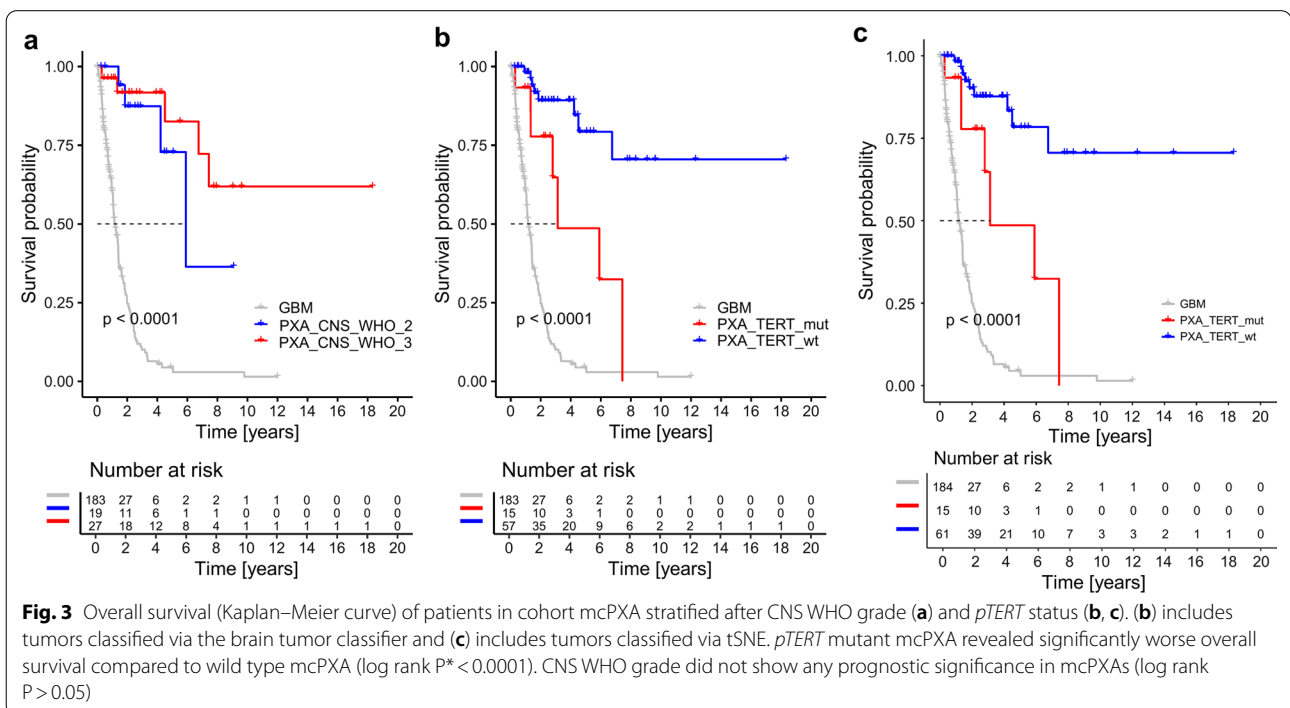 a
1.00
0.75
0.50
0.25
0.00
Survival probability
GBM
PXA_CNS_WHO_2
PXA_CNS_WHO_3
p < 0.0001
0 2 4 6 8 10 12 14 16 18 20
Time [years]
Number at risk
183 27 6 2 2 1 1 0 0 0 0
19 11 6 1 1 0 0 0 0 0 0
27 18 12 8 4 1 1 1 1 1 0
0 2 4 6 8 10 12 14 16 18 20
Time [years]
b
1.00
0.75
0.50
0.25
0.00
Survival probability
GBM
PXA_TERT_mut
PXA_TERT_wt
p < 0.0001
0 2 4 6 8 10 12 14 16 18 20
Time [years]
Number at risk
183 27 6 2 2 1 1 0 0 0 0
15 10 3 1 0 0 0 0 0 0 0
57 35 20 9 6 2 2 1 1 1 0
0 2 4 6 8 10 12 14 16 18 20
Time [years]
c
1.00
0.75
0.50
0.25
0.00
Survival probability
GBM
PXA_TERT_mut
PXA_TERT_wt
p < 0.0001
0 2 4 6 8 10 12 14 16 18 20
Time [years]
Number at risk
184 27 6 2 2 1 1 0 0 0 0
15 10 3 1 0 0 0 0 0 0 0
61 39 21 10 7 3 3 2 1 1 0
0 2 4 6 8 10 12 14 16 18 20
Time [years]
Fig. 3 Overall survival (Kaplan–Meier curve) of patients in cohort mcPXA stratified after CNS WHO grade (a) and pTERT status (b, c). (b) includes
tumors classified via the brain tumor classifier and (c) includes tumors classified via tSNE. pTERT mutant mcPXA revealed significantly worse overall
survival compared to wild type mcPXA (log rank P* < 0.0001). CNS WHO grade did not show any prognostic significance in mcPXAs (log rank
P > 0.05)